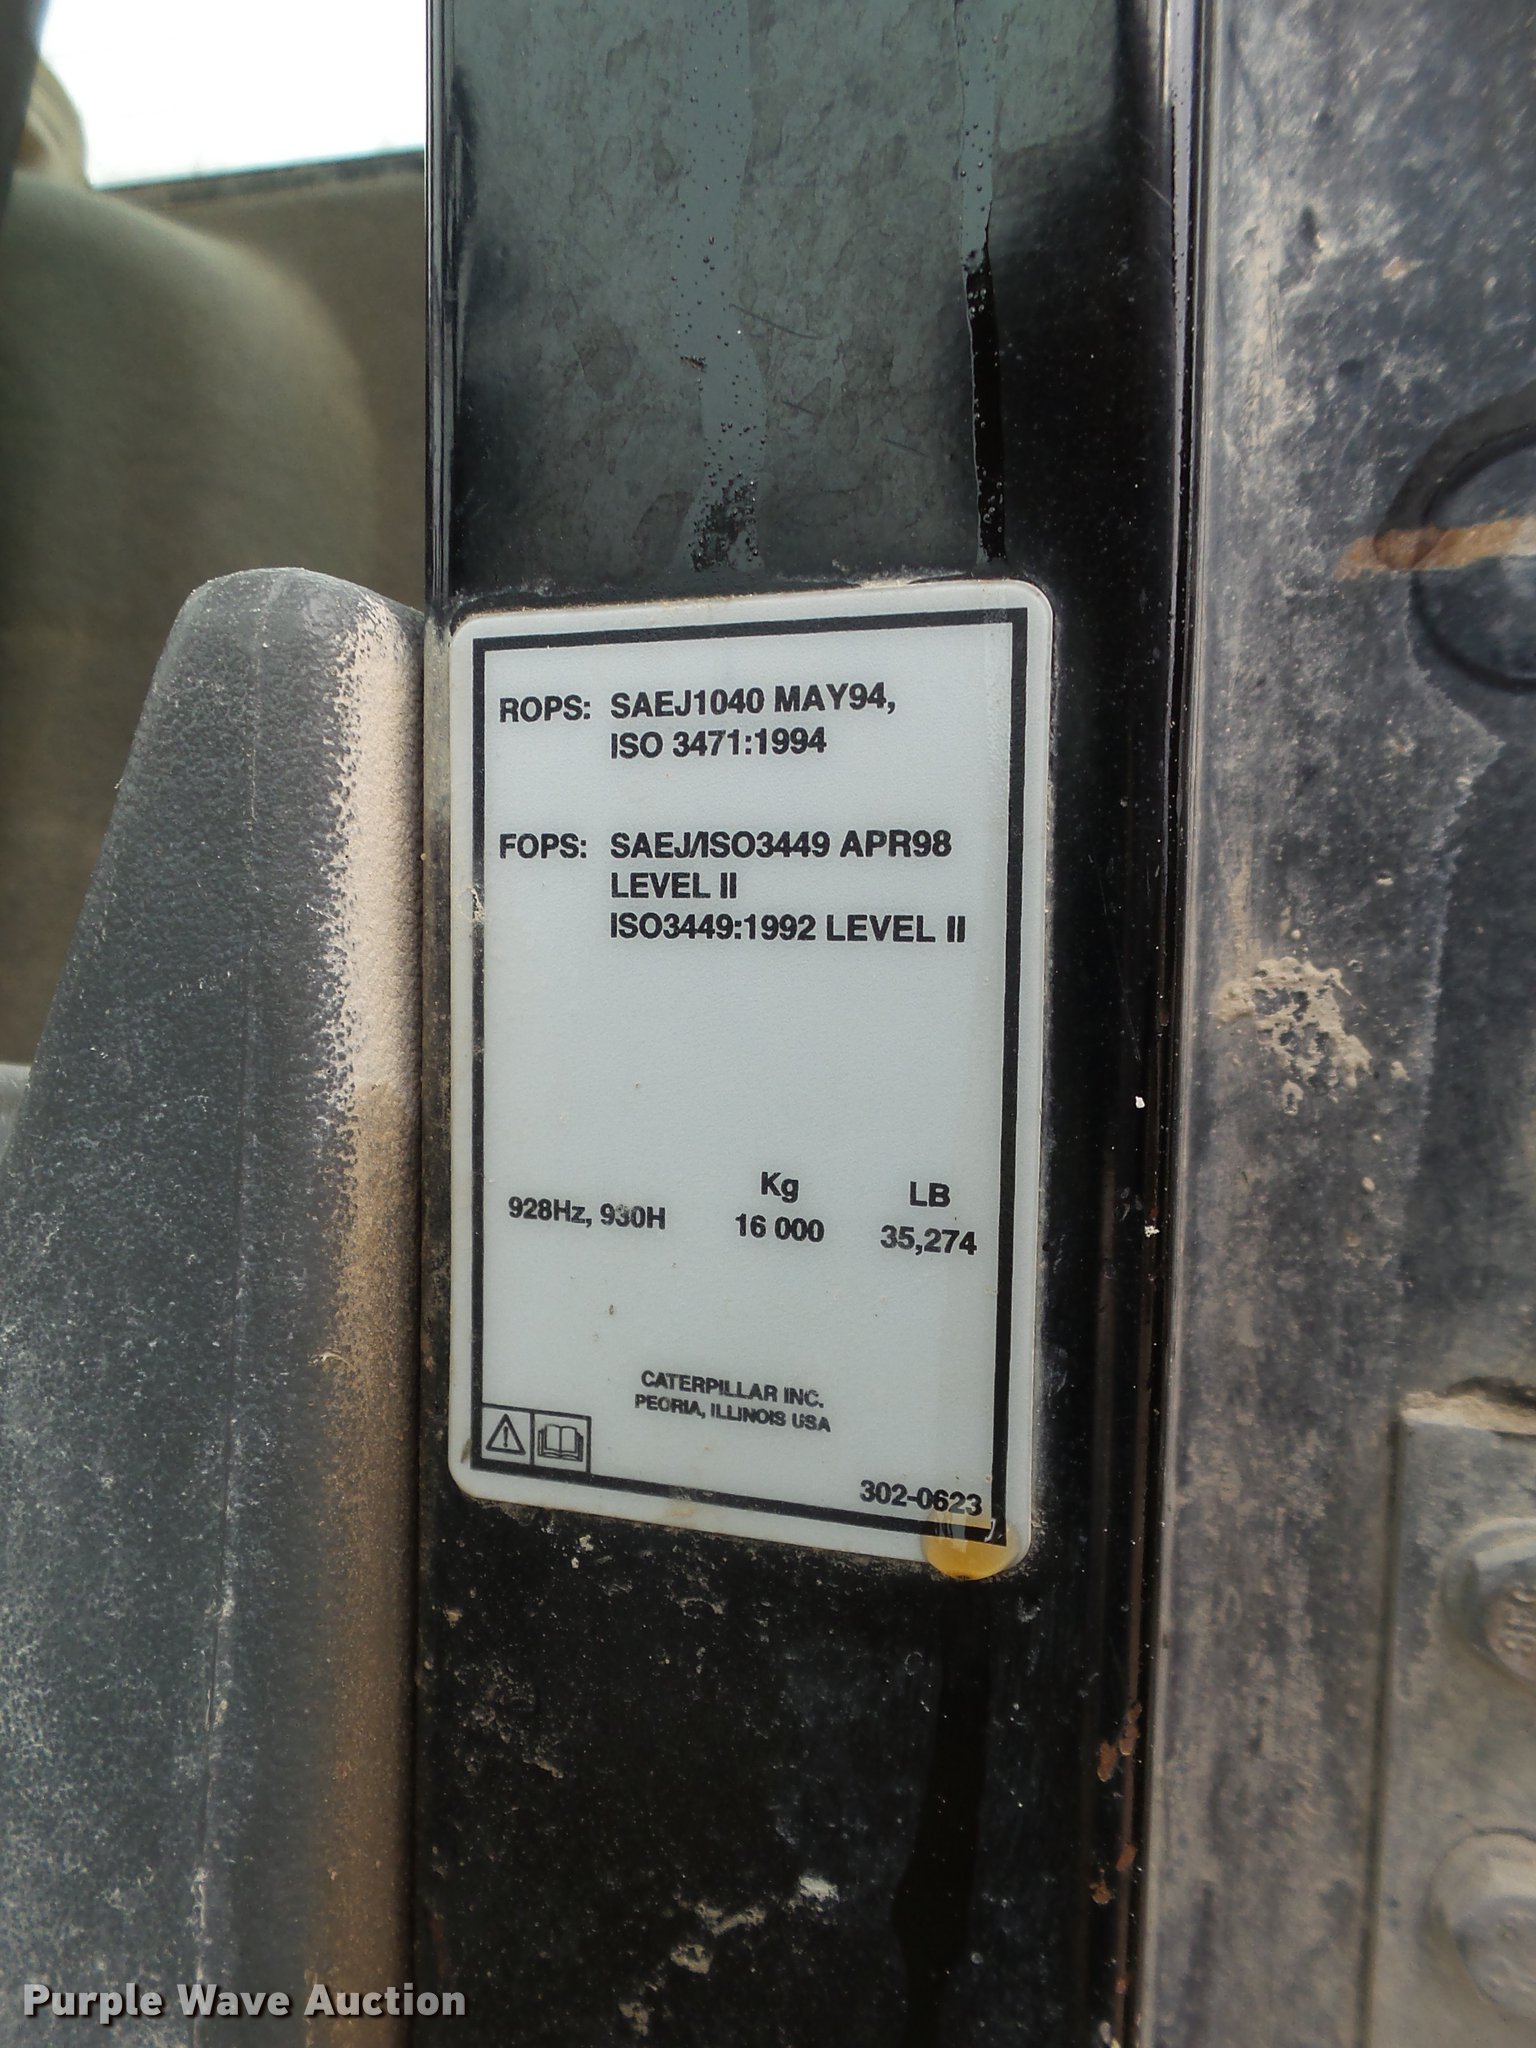 ROPS: SAEJ1040 MAY94,
ISO 3471:1994
FOPS: SAEJ/ISO3449 APR98
LEVEL II
ISO3449:1992 LEVEL II
Kg LB
928Hz, 930H 16 000 35,274
CATERPILLAR INC.
PEORIA, ILLINOIS USA
302-0623
Purple Wave Auction